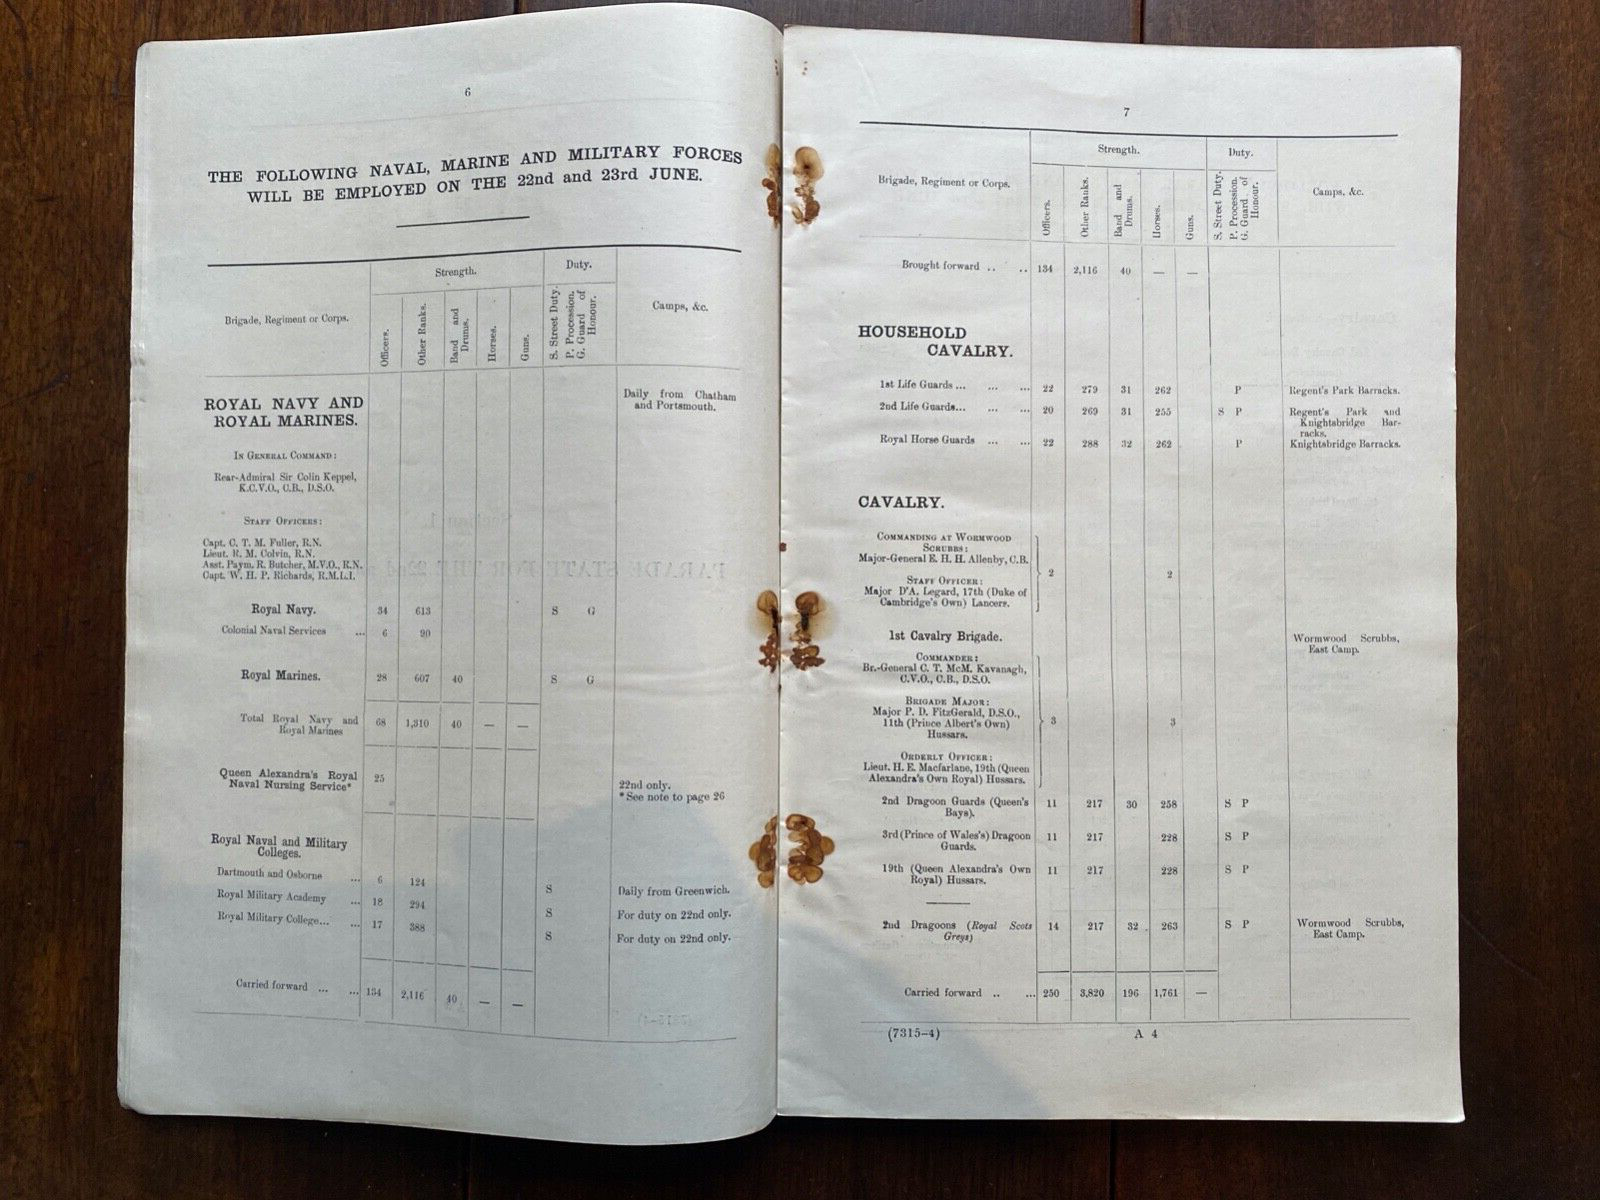 6
THE FOLLOWING NAVAL, MARINE AND MILITARY FORCES
WILL BE EMPLOYED ON THE 22nd and 23rd JUNE.
Brigade, Regiment or Corps.
Strength.
Duty.
Camps, &c.
Officers.
Other Ranks.
Band and Drums.
Horses.
Guns.
S. Street Duty.
P. Procession.
G. Guard of Honour.
ROYAL NAVY AND
ROYAL MARINES.
Daily from Chatham
and Portsmouth.
IN GENERAL COMMAND:
Rear-Admiral Sir Colin Keppel,
K.C.V.O., C.B., D.S.O.
STAFF OFFICERS:
Capt. C. T. M. Fuller, R.N.
Lieut. R. M. Colvin, R.N.
Asst. Paym. R. Butcher, M.V.O., R.N.
Capt. W. H. P. Richards, R.M.L.I.
Royal Navy. 34 613 S G
Colonial Naval Services ... 6 90
Royal Marines. 28 607 40 S G
Total Royal Navy and
Royal Marines 68 1,310 40 — —
Queen Alexandra's Royal
Naval Nursing Service* 25
22nd only.
*See note to page 26
Royal Naval and Military
Colleges.
Dartmouth and Osborne ... 6 124 S Daily from Greenwich.
Royal Military Academy ... 18 294 S For duty on 22nd only.
Royal Military College... ... 17 388 S For duty on 22nd only.
Carried forward ... ... 134 2,116 40 — —
7
Brigade, Regiment or Corps.
Strength.
Duty.
Camps, &c.
Officers.
Other Ranks.
Band and Drums.
Horses.
Guns.
S. Street Duty.
P. Procession.
G. Guard of Honour.
Brought forward .. .. 134 2,116 40 — —
HOUSEHOLD
CAVALRY.
1st Life Guards ... ... ... 22 279 31 262 P Regent's Park Barracks.
2nd Life Guards... ... ... 20 269 31 255 S P Regent's Park and
Knightsbridge Bar-
racks.
Royal Horse Guards ... ... 22 288 32 262 P Knightsbridge Barracks.
CAVALRY.
COMMANDING AT WORMWOOD
SCRUBBS:
Major-General E. H. H. Allenby, C.B.
2 2
STAFF OFFICER:
Major D'A. Legard, 17th (Duke of
Cambridge's Own) Lancers.
1st Cavalry Brigade. Wormwood Scrubbs,
East Camp.
COMMANDER:
Br.-General C. T. McM. Kavanagh,
C.V.O., C.B., D.S.O.
BRIGADE MAJOR:
Major P. D. FitzGerald, D.S.O.,
11th (Prince Albert's Own) 3 3
Hussars.
ORDERLY OFFICER:
Lieut. H. E. Macfarlane, 19th (Queen
Alexandra's Own Royal) Hussars.
2nd Dragoon Guards (Queen's 11 217 30 258 S P
Bays).
3rd (Prince of Wales's) Dragoon 11 217 228 S P
Guards.
19th (Queen Alexandra's Own 11 217 228 S P
Royal) Hussars.
2nd Dragoons (Royal Scots 14 217 32 263 S P Wormwood Scrubbs,
Greys) East Camp.
Carried forward .. ... 250 3,820 196 1,761 —
(7315—4) A 4